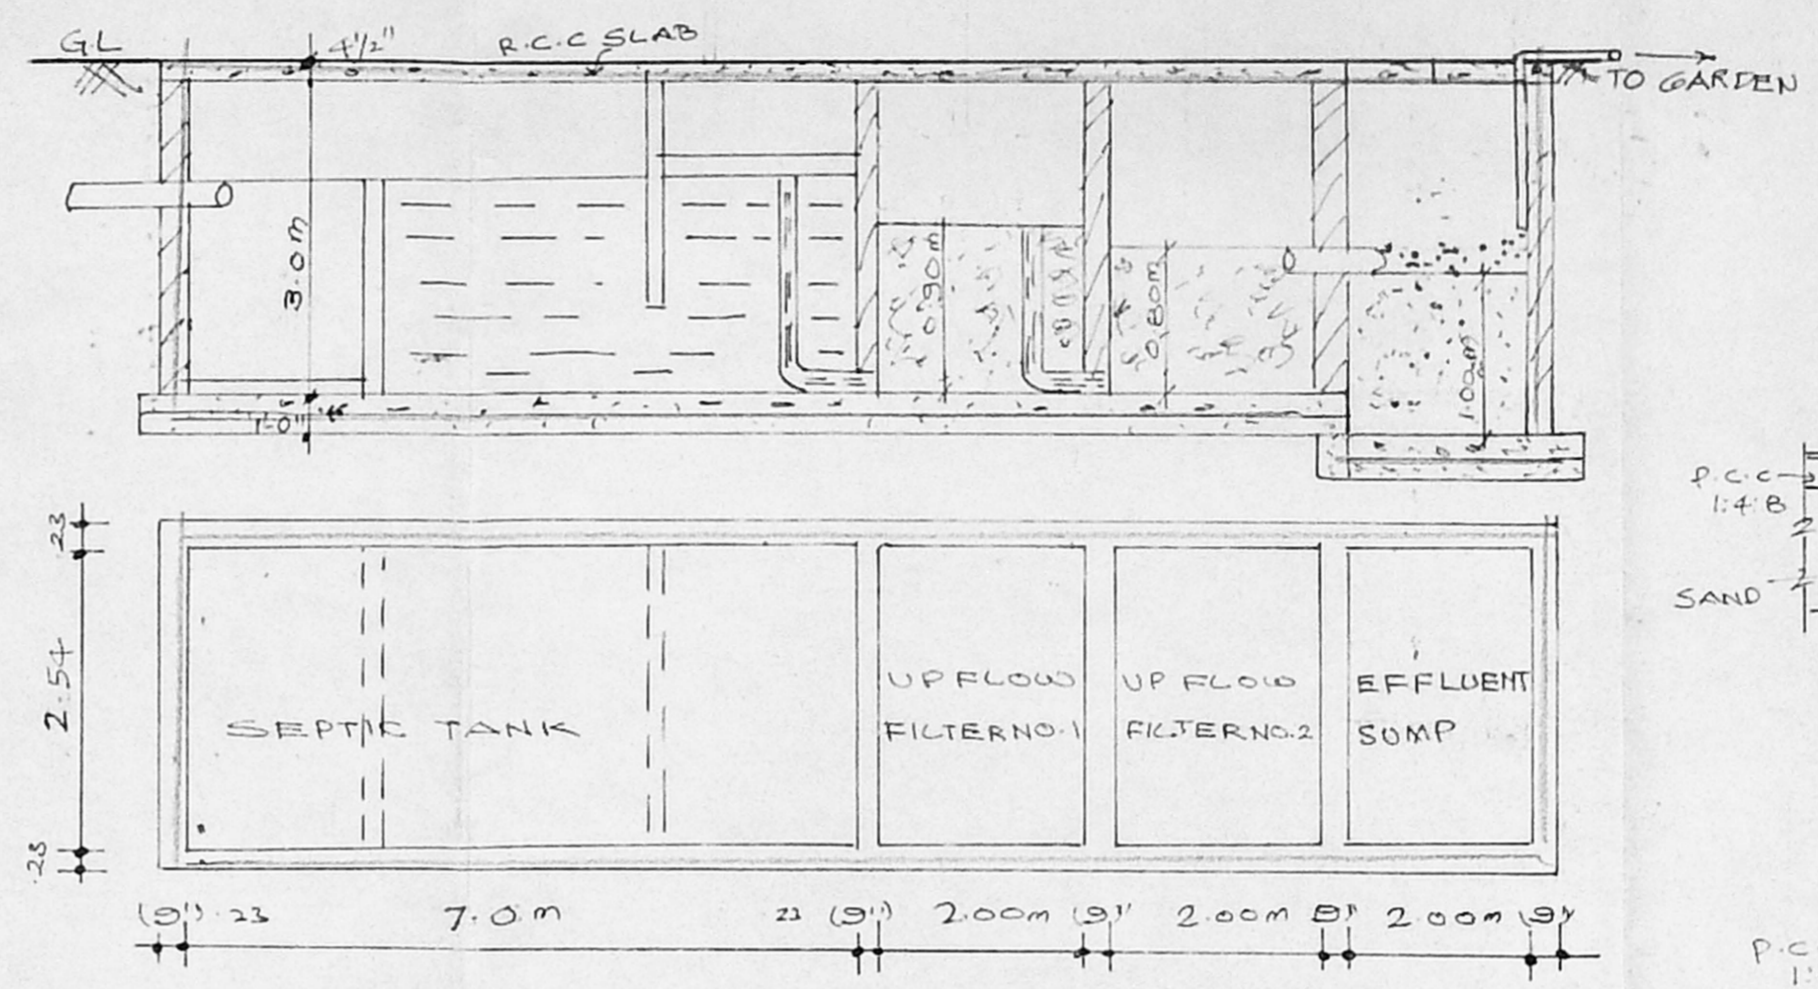 G.L
4½"
R.C.C SLAB
TO GARDEN
3.0m
0.90m
0.80m
1.00m
1'-0"
P.C.C
1:4:8
SAND
23
2.54
23
SEPTIC TANK
UP FLOW
FILTER NO.1
UP FLOW
FILTER NO.2
EFFLUENT
SUMP
(9") .23 7.0m 23 (9") 2.00m (9") 2.00m 9" 2.00m (9")
P.C
1: